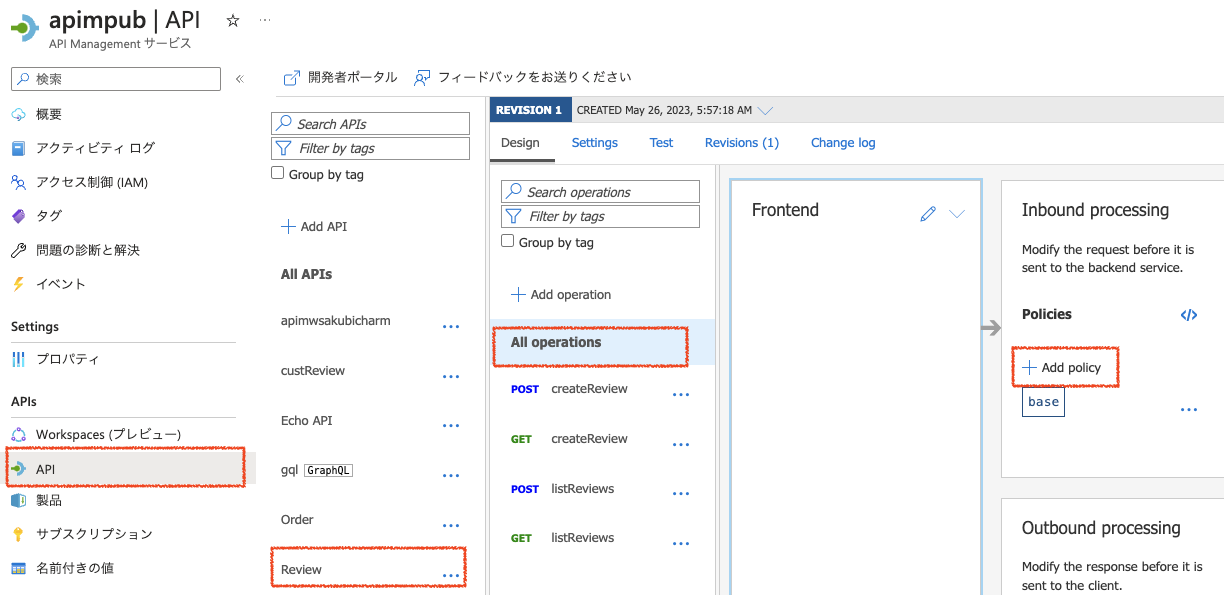 apimpub | API
API Management サービス
検索
概要
アクティビティ ログ
アクセス制御 (IAM)
タグ
問題の診断と解決
イベント
Settings
プロパティ
APIs
Workspaces (プレビュー)
API
製品
サブスクリプション
名前付きの値
開発者ポータル
フィードバックをお送りください
Search APIs
Filter by tags
Group by tag
Add API
All APIs
apimwsakubicharm
custReview
Echo API
gql GraphQL
Order
Review
REVISION 1 CREATED May 26, 2023, 5:57:18 AM
Design Settings Test Revisions (1) Change log
Search operations
Filter by tags
Group by tag
Add operation
All operations
POST createReview
GET createReview
POST listReviews
GET listReviews
Frontend
Inbound processing
Modify the request before it is
sent to the backend service.
Policies
Add policy
base
Outbound processing
Modify the response before it is
sent to the client.